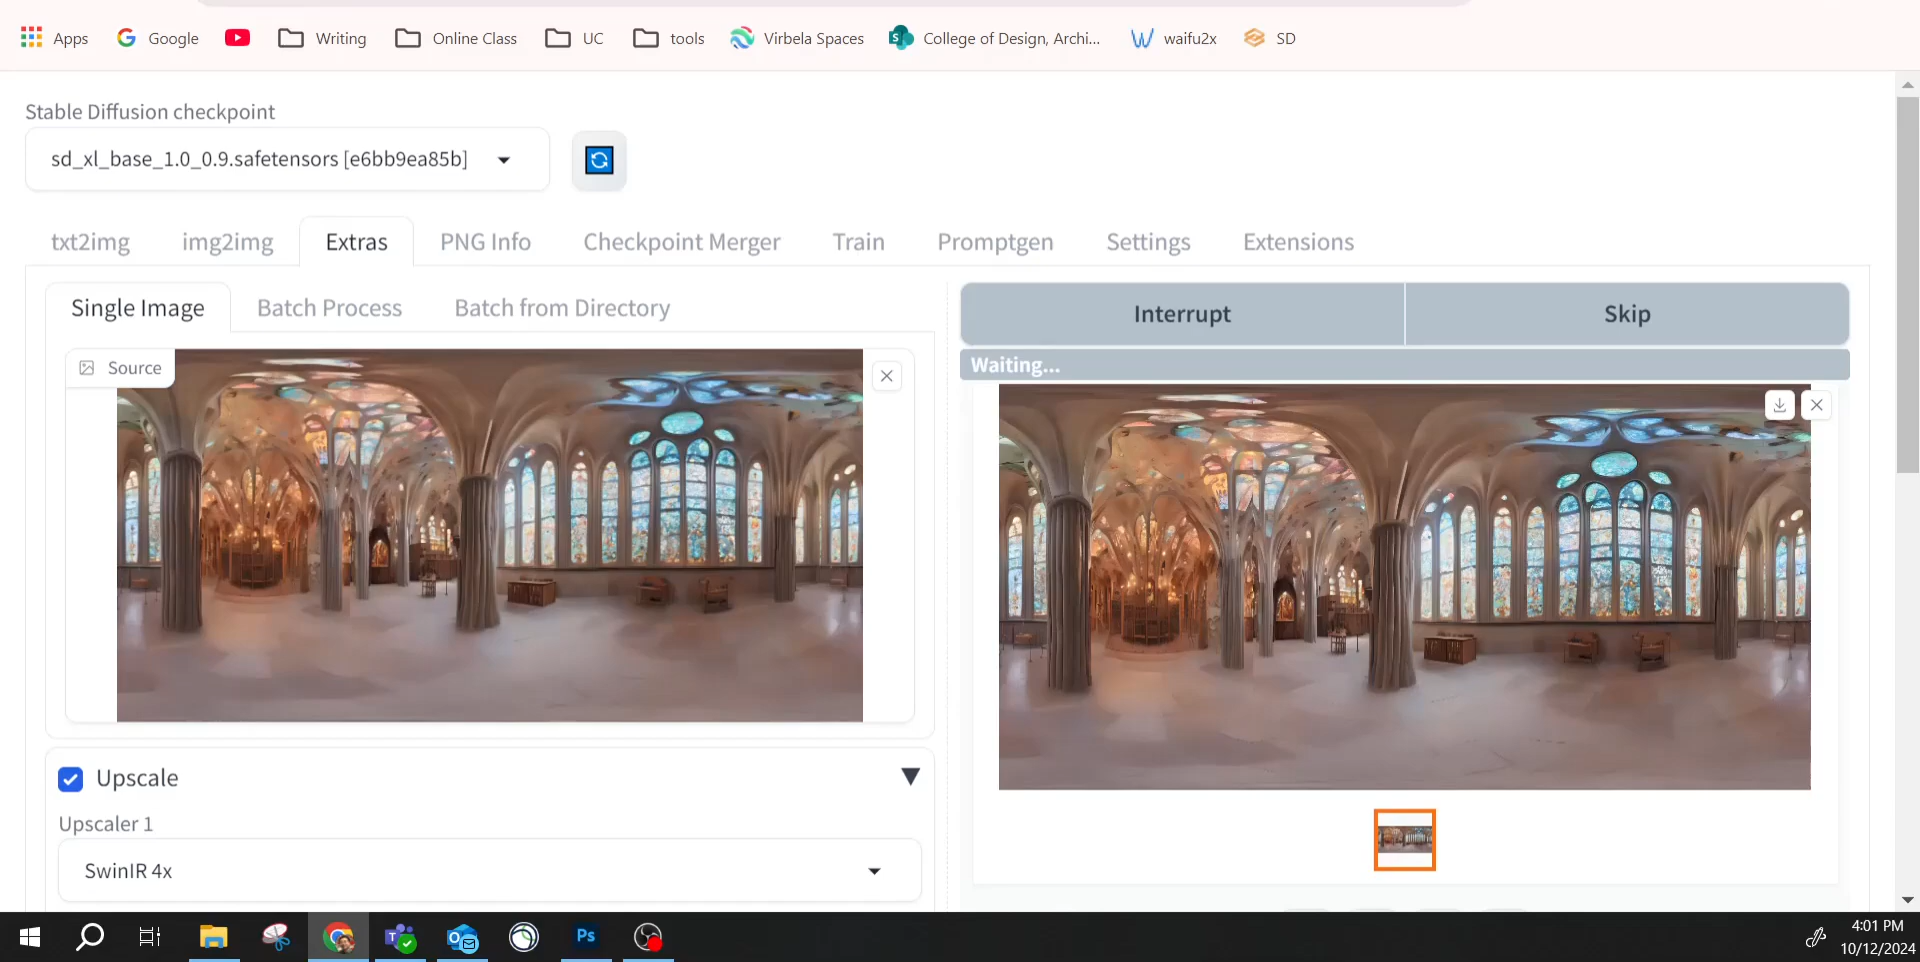 Apps Google Writing Online Class UC tools Virbela Spaces College of Design, Archi... waifu2x SD
Stable Diffusion checkpoint
sd_xl_base_1.0_0.9.safetensors [e6bb9ea85b]
txt2img img2img Extras PNG Info Checkpoint Merger Train Promptgen Settings Extensions
Single Image Batch Process Batch from Directory
Interrupt Skip
Waiting...
Source
Upscale
Upscaler 1
SwinIR 4x
Ps
4:01 PM
10/12/2024